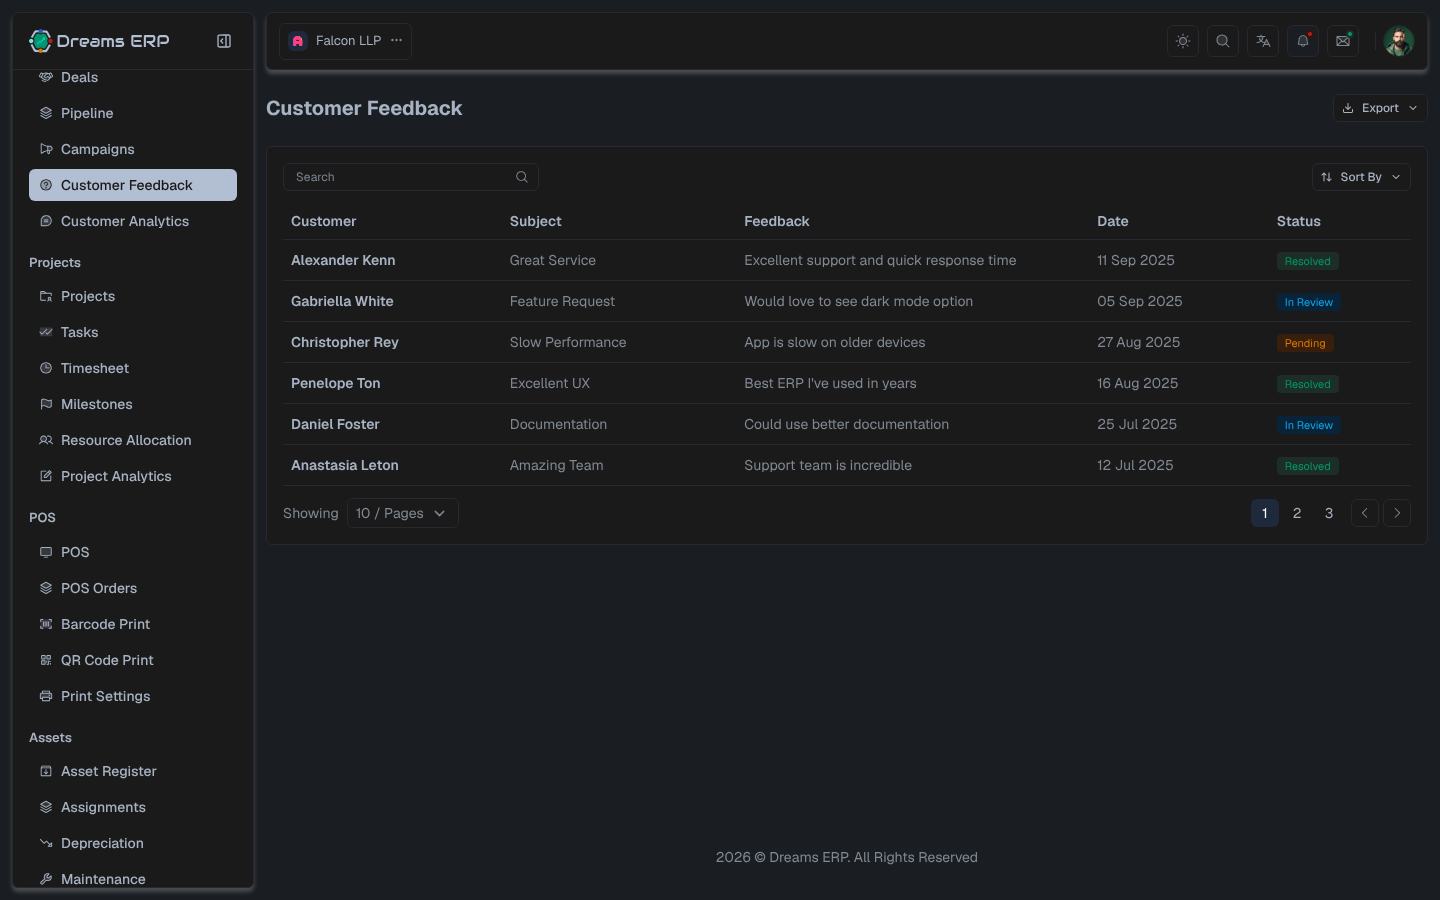 Dreams ERP
Deals
Pipeline
Campaigns
Customer Feedback
Customer Analytics
Projects
Projects
Tasks
Timesheet
Milestones
Resource Allocation
Project Analytics
POS
POS
POS Orders
Barcode Print
QR Code Print
Print Settings
Assets
Asset Register
Assignments
Depreciation
Maintenance
Falcon LLP
Customer Feedback
Export
Search
Sort By
Customer Subject Feedback Date Status
Alexander Kenn Great Service Excellent support and quick response time 11 Sep 2025 Resolved
Gabriella White Feature Request Would love to see dark mode option 05 Sep 2025 In Review
Christopher Rey Slow Performance App is slow on older devices 27 Aug 2025 Pending
Penelope Ton Excellent UX Best ERP I've used in years 16 Aug 2025 Resolved
Daniel Foster Documentation Could use better documentation 25 Jul 2025 In Review
Anastasia Leton Amazing Team Support team is incredible 12 Jul 2025 Resolved
Showing 10 / Pages 1 2 3
2026 © Dreams ERP. All Rights Reserved